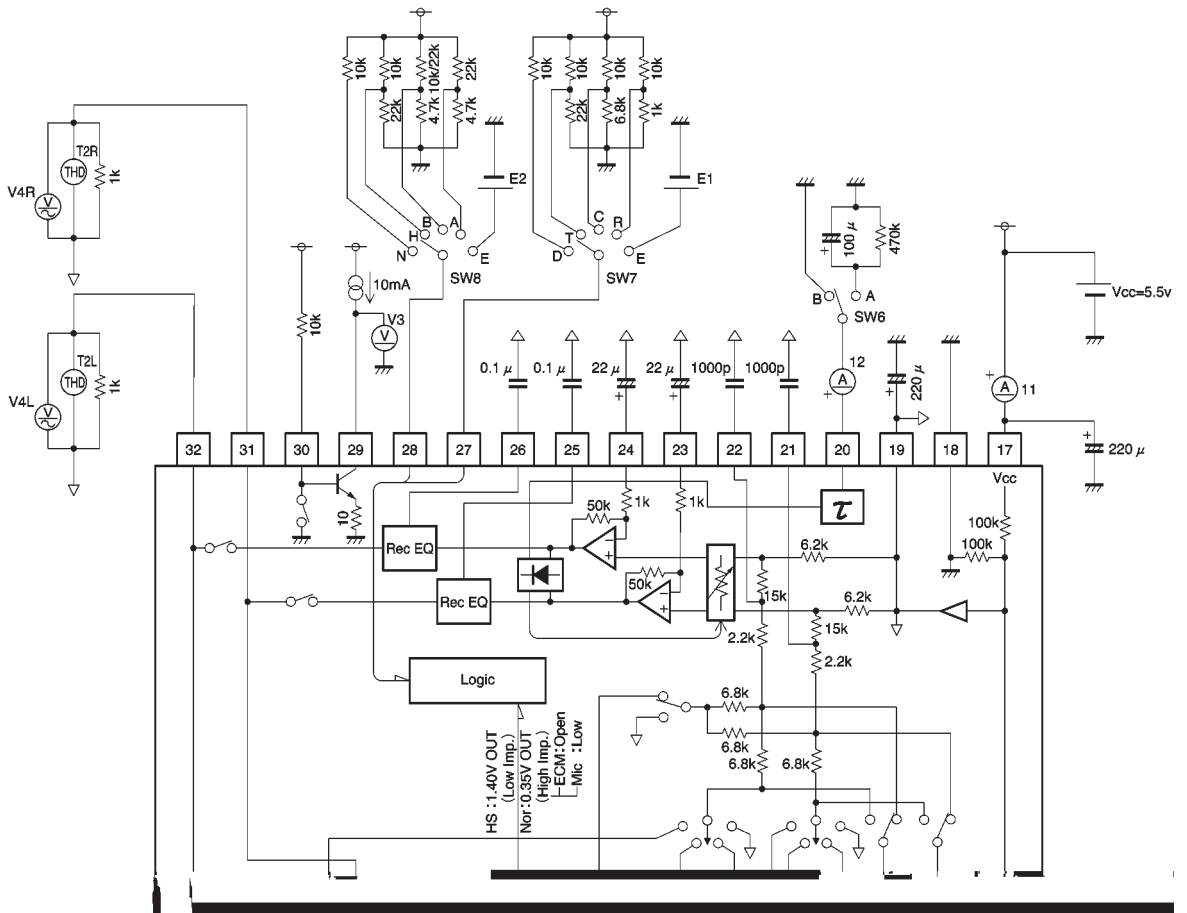 10k
10k
10k/22k
22k
22k
4.7k
4.7k
10k
10k
10k
22k
6.8k
1k
T2R
THD
1k
V4R
V
E2
E1
B
A
H
N
E
SW8
C
R
T
D
E
SW7
100 μ
+
470k
B
A
SW6
10mA
V3
V
10k
Vcc=5.5v
T2L
THD
1k
V4L
V
0.1 μ
0.1 μ
22 μ
+
22 μ
+
1000p
1000p
12
A
+
220 μ
+
+
A
11
+
220 μ
32
31
30
29
28
27
26
25
24
23
22
21
20
19
18
17
Vcc
10
50k
1k
1k
τ
100k
100k
Rec EQ
−
+
6.2k
50k
15k
Rec EQ
−
+
6.2k
15k
2.2k
2.2k
Logic
6.8k
6.8k
6.8k
6.8k
HS :1.40V OUT
(Low Imp.)
Nor:0.35V OUT
(High Imp.)
ECM:Open
Mic :Low